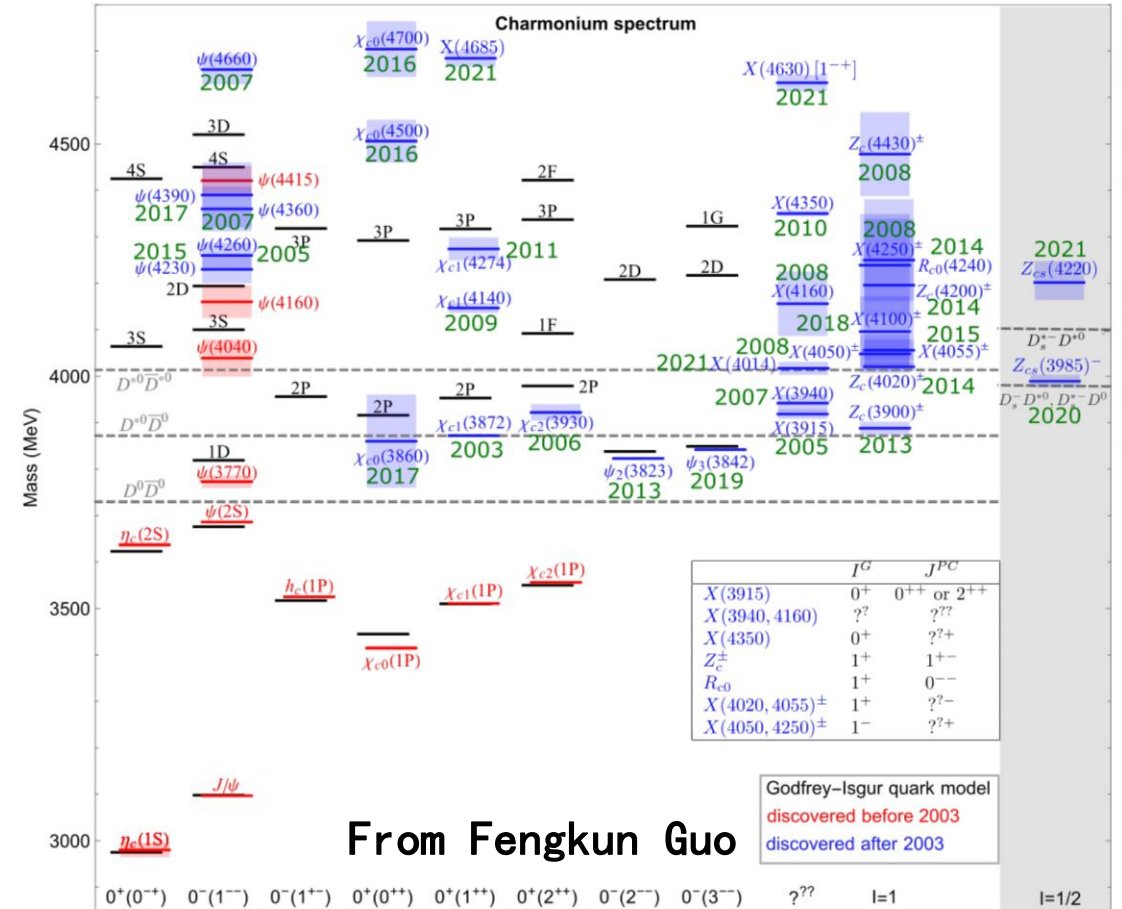 Charmonium spectrum
χc0(4700)
2016
X(4685)
2021
ψ(4660)
2007
X(4630) [1⁻⁺]
2021
3D
χc0(4500)
2016
4500
Zc(4430)±
2008
4S
4S
ψ(4415)
2F
ψ(4390)
2017
ψ(4360)
2007
X(4350)
2010
3P
3P
3P
3P
1G
2008
2015
ψ(4260)
2005
2011
X(4250)±
2014
2021
ψ(4230)
χc1(4274)
2D
2D
2008
Rc0(4240)
Zcs(4220)
2D
ψ(4160)
χc1(4140)
2009
X(4160)
Zc(4200)±
2014
3S
3S
1F
2018
X(4100)±
2015
Ds*⁻D*⁰
ψ(4040)
2008
X(4050)±
X(4055)±
2021
X(4014)
Zcs(3985)⁻
4000
D*⁰D̅*⁰
2P
2P
2P
2P
2007
X(3940)
Zc(4020)±
2014
Ds⁻D*⁰, Ds*⁻D⁰
2020
D*⁰D̅⁰
χc1(3872)
2003
χc2(3930)
2006
X(3915)
2005
Zc(3900)±
2013
1D
ψ(3770)
χc0(3860)
2017
ψ2(3823)
2013
ψ3(3842)
2019
D⁰D̅⁰
Mass (MeV)
ηc(2S)
ψ(2S)
hc(1P)
χc0(1P)
χc1(1P)
χc2(1P)
3500
I^G J^PC
X(3915) 0⁺ 0⁺⁺ or 2⁺⁺
X(3940, 4160) ?^? ?^??
X(4350) 0⁺ ?^?+
Zc± 1⁺ 1⁺⁻
Rc0 1⁺ 0⁻⁻
X(4020, 4055)± 1⁺ ?^?−
X(4050, 4250)± 1⁻ ?^?+
J/ψ
Godfrey–Isgur quark model
discovered before 2003
discovered after 2003
3000
ηc(1S)
From Fengkun Guo
0⁺(0⁻⁺) 0⁻(1⁻⁻) 0⁻(1⁺⁻) 0⁺(0⁺⁺) 0⁺(1⁺⁺) 0⁺(2⁺⁺) 0⁻(2⁻⁻) 0⁻(3⁻⁻) ?^?? I=1 I=1/2